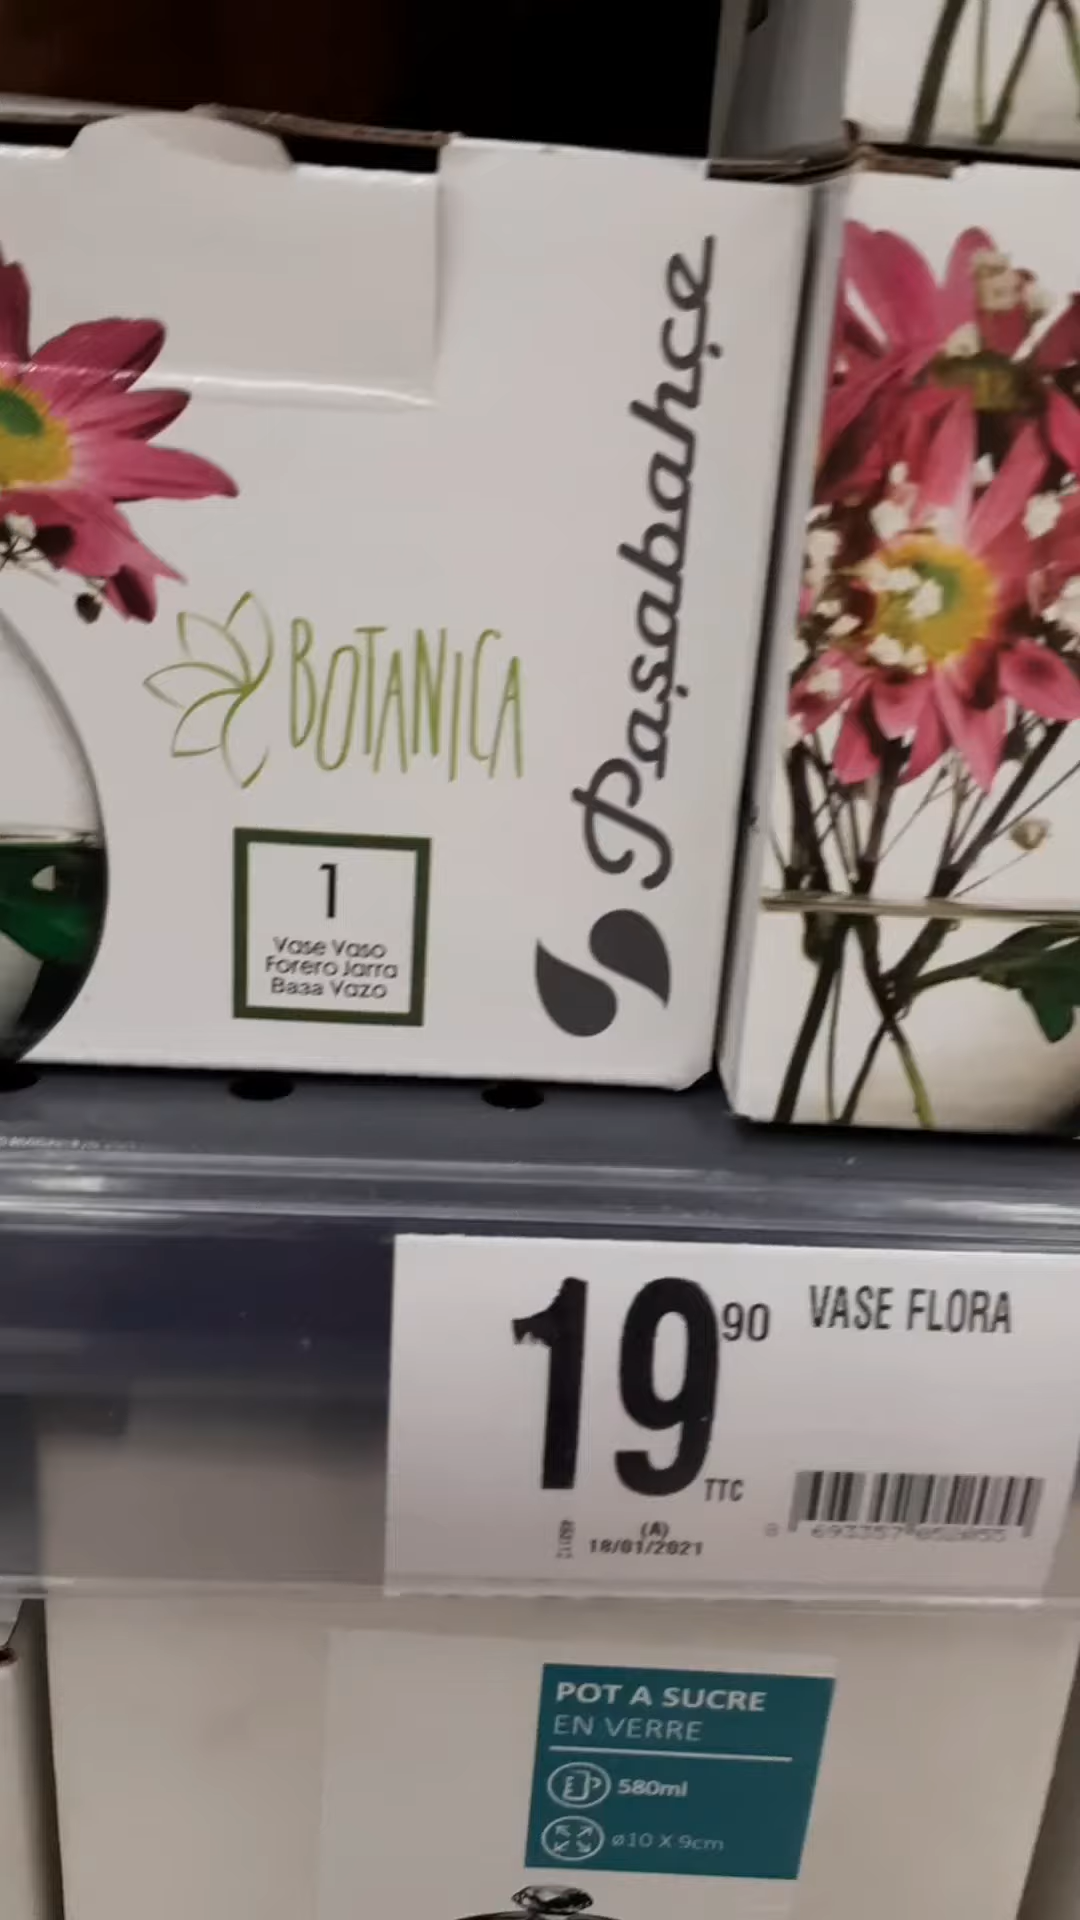 Paşabahçe
BOTANICA
1
Vase Vaso
Forero Jarra
Ваза Vazo
19 90
TTC
VASE FLORA
(A)
18/01/2021
POT A SUCRE
EN VERRE
580ml
ø10 X 9cm